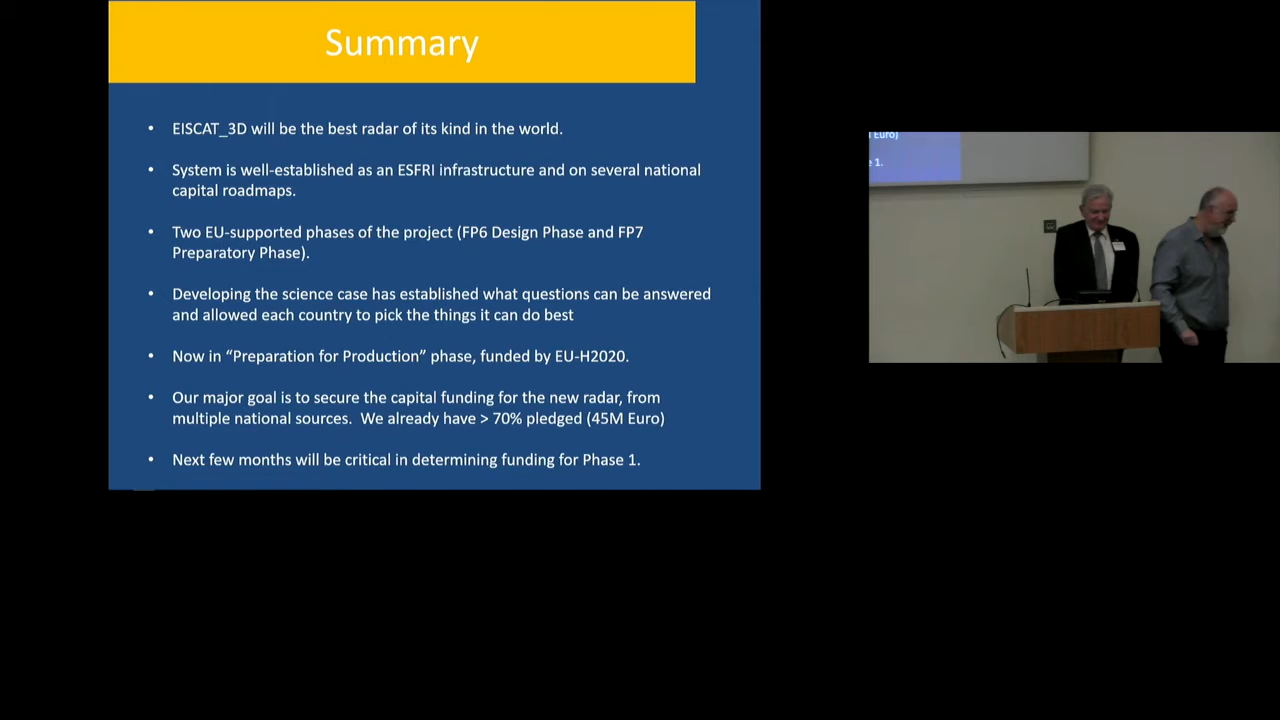 Summary
• EISCAT_3D will be the best radar of its kind in the world.
• System is well-established as an ESFRI infrastructure and on several national
capital roadmaps.
• Two EU-supported phases of the project (FP6 Design Phase and FP7
Preparatory Phase).
• Developing the science case has established what questions can be answered
and allowed each country to pick the things it can do best
• Now in “Preparation for Production” phase, funded by EU-H2020.
• Our major goal is to secure the capital funding for the new radar, from
multiple national sources. We already have > 70% pledged (45M Euro)
• Next few months will be critical in determining funding for Phase 1.
Euro)
1.